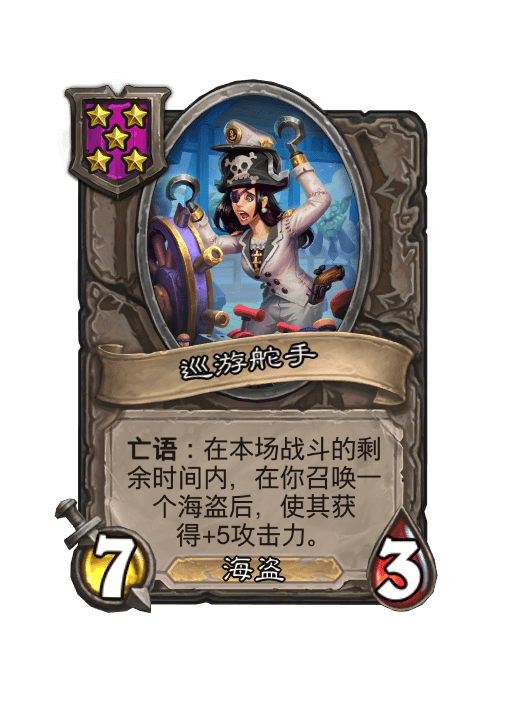 巡游舵手
亡语：在本场战斗的剩
余时间内，在你召唤一
个海盗后，使其获
得+5攻击力。
7
海盗
3